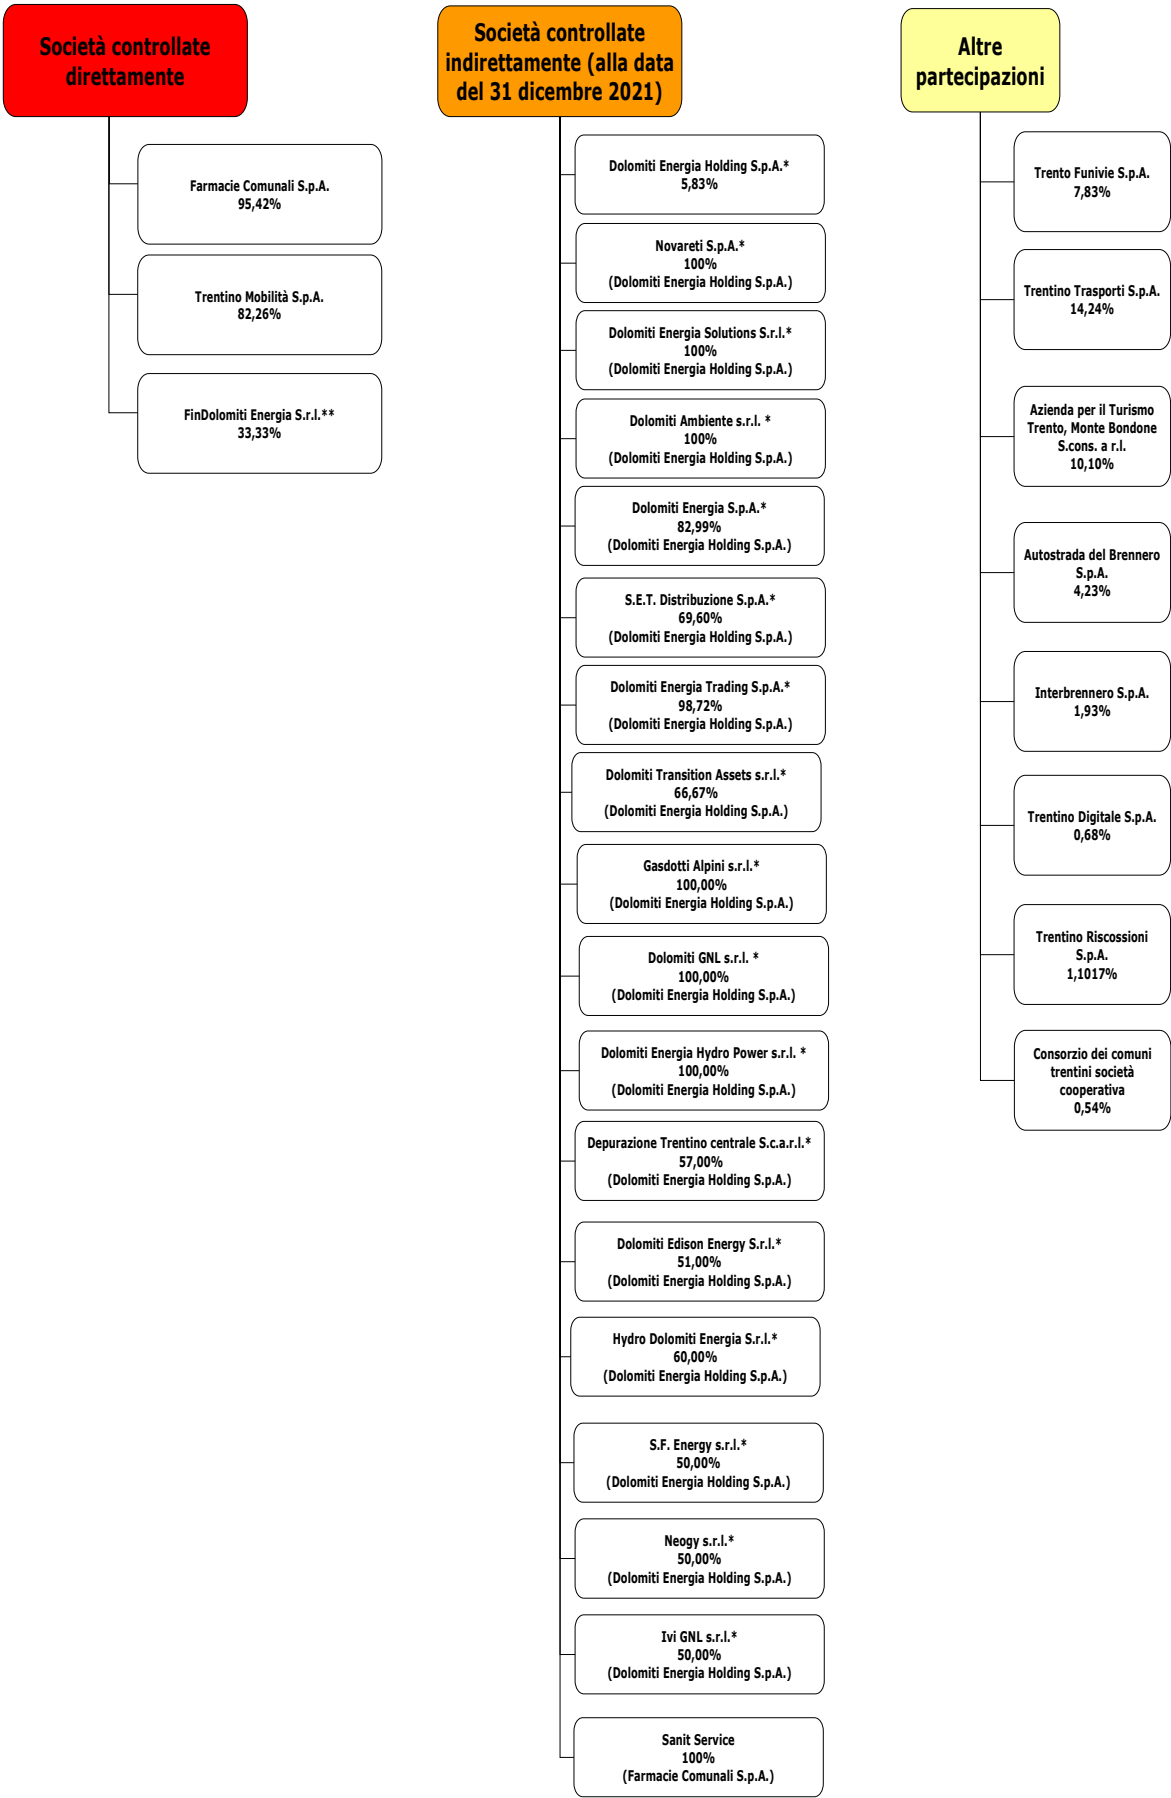 Società controllate
direttamente
Farmacie Comunali S.p.A.
95,42%
Trentino Mobilità S.p.A.
82,26%
FinDolomiti Energia S.r.l.**
33,33%
Società controllate
indirettamente (alla data
del 31 dicembre 2021)
Dolomiti Energia Holding S.p.A.*
5,83%
Novareti S.p.A.*
100%
(Dolomiti Energia Holding S.p.A.)
Dolomiti Energia Solutions S.r.l.*
100%
(Dolomiti Energia Holding S.p.A.)
Dolomiti Ambiente s.r.l. *
100%
(Dolomiti Energia Holding S.p.A.)
Dolomiti Energia S.p.A.*
82,99%
(Dolomiti Energia Holding S.p.A.)
S.E.T. Distribuzione S.p.A.*
69,60%
(Dolomiti Energia Holding S.p.A.)
Dolomiti Energia Trading S.p.A.*
98,72%
(Dolomiti Energia Holding S.p.A.)
Dolomiti Transition Assets s.r.l.*
66,67%
(Dolomiti Energia Holding S.p.A.)
Gasdotti Alpini s.r.l.*
100,00%
(Dolomiti Energia Holding S.p.A.)
Dolomiti GNL s.r.l. *
100,00%
(Dolomiti Energia Holding S.p.A.)
Dolomiti Energia Hydro Power s.r.l. *
100,00%
(Dolomiti Energia Holding S.p.A.)
Depurazione Trentino centrale S.c.a.r.l.*
57,00%
(Dolomiti Energia Holding S.p.A.)
Dolomiti Edison Energy S.r.l.*
51,00%
(Dolomiti Energia Holding S.p.A.)
Hydro Dolomiti Energia S.r.l.*
60,00%
(Dolomiti Energia Holding S.p.A.)
S.F. Energy s.r.l.*
50,00%
(Dolomiti Energia Holding S.p.A.)
Neogy s.r.l.*
50,00%
(Dolomiti Energia Holding S.p.A.)
Ivi GNL s.r.l.*
50,00%
(Dolomiti Energia Holding S.p.A.)
Sanit Service
100%
(Farmacie Comunali S.p.A.)
Altre
partecipazioni
Trento Funivie S.p.A.
7,83%
Trentino Trasporti S.p.A.
14,24%
Azienda per il Turismo
Trento, Monte Bondone
S.cons. a r.l.
10,10%
Autostrada del Brennero
S.p.A.
4,23%
Interbrennero S.p.A.
1,93%
Trentino Digitale S.p.A.
0,68%
Trentino Riscossioni
S.p.A.
1,1017%
Consorzio dei comuni
trentini società
cooperativa
0,54%